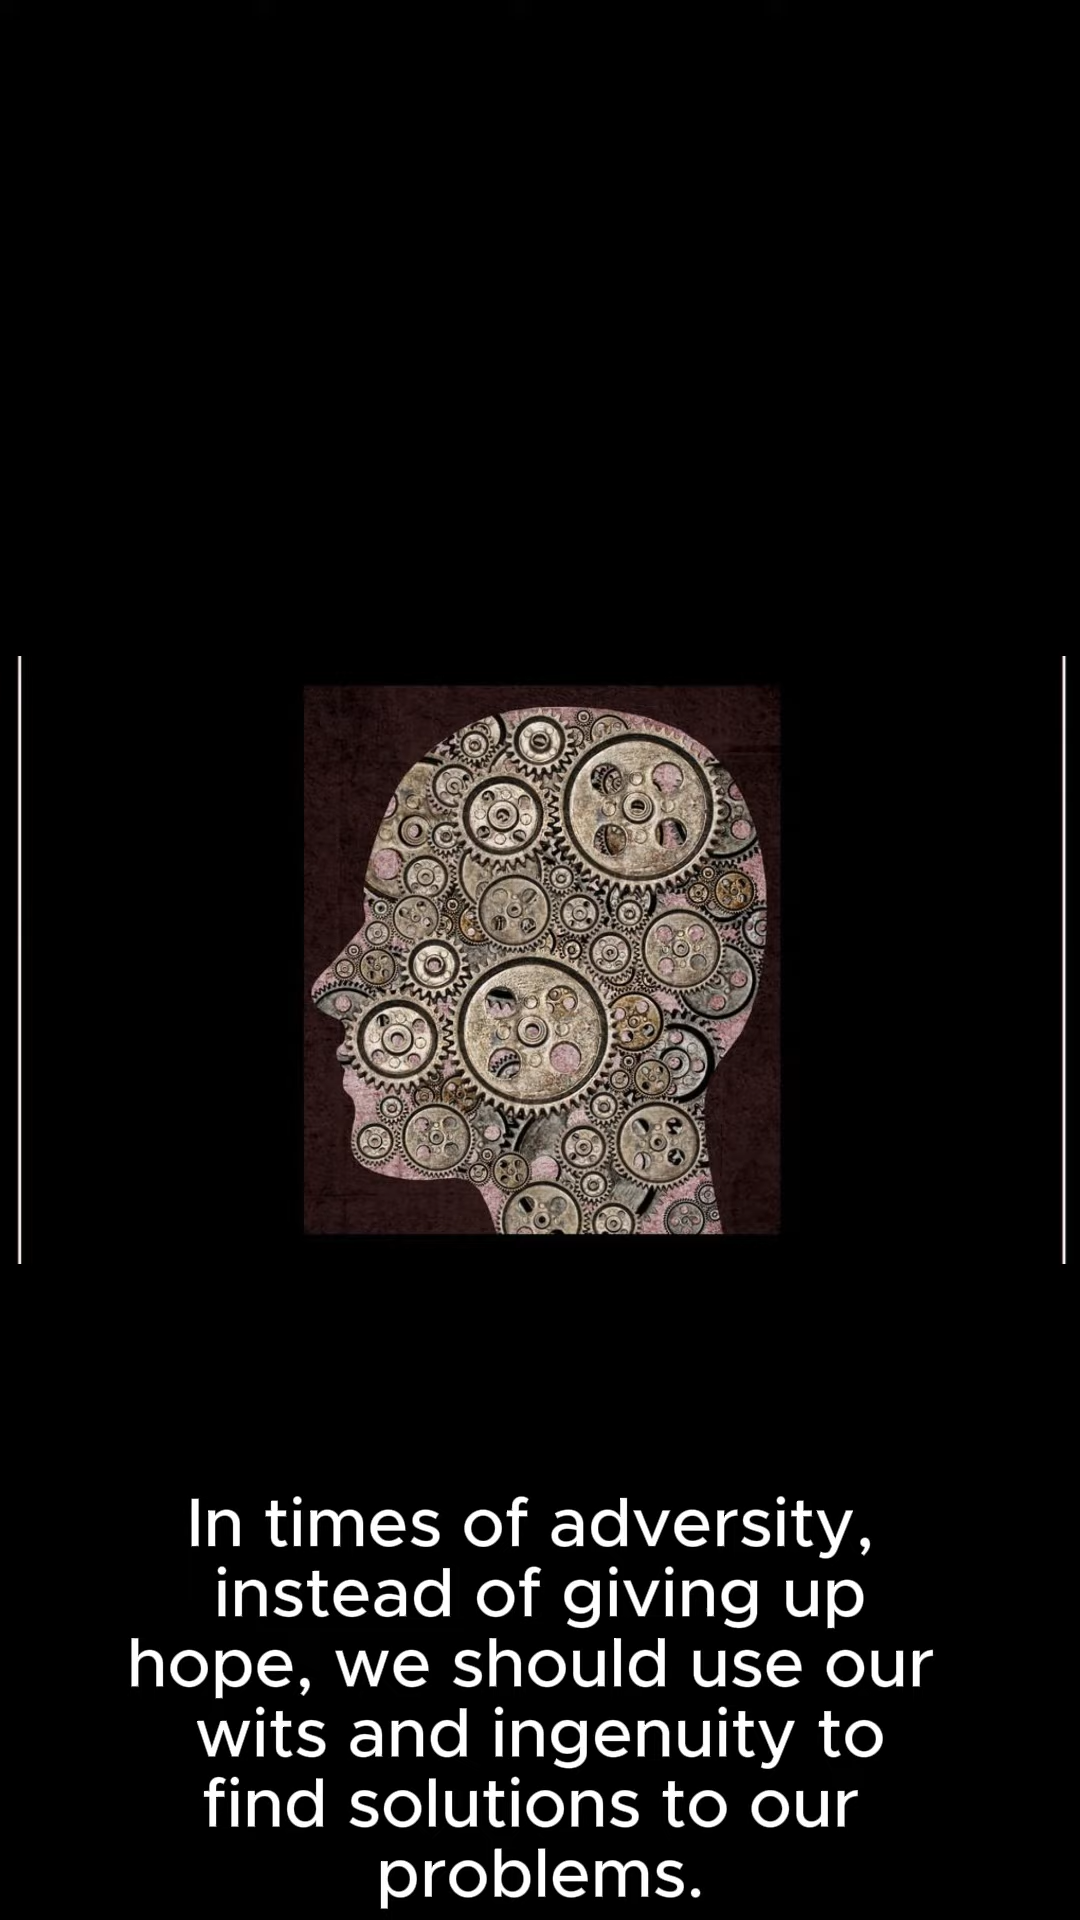 In times of adversity,
instead of giving up
hope, we should use our
wits and ingenuity to
find solutions to our
problems.